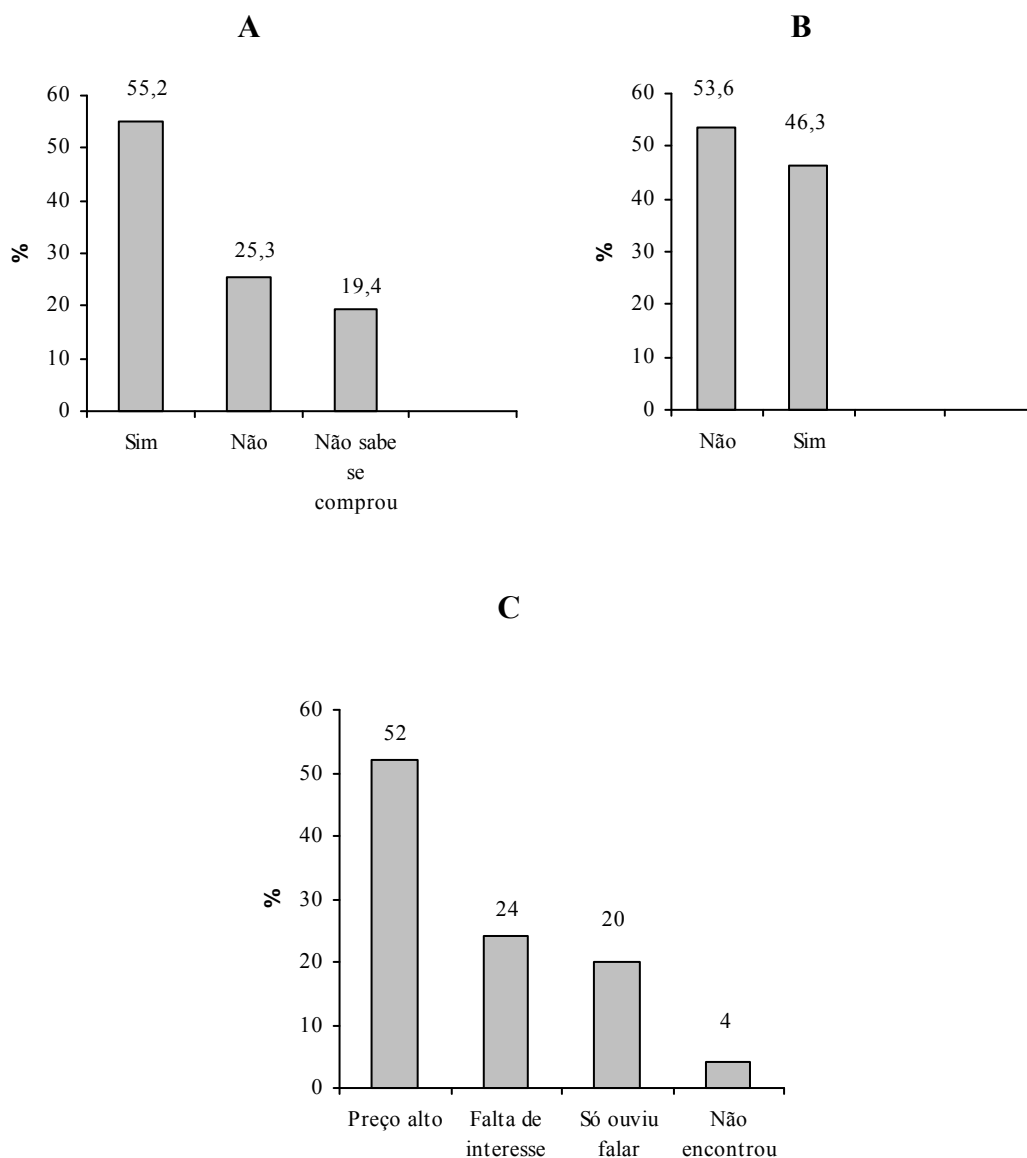 A
60
50
40
30
20
10
0
%
55,2
25,3
19,4
Sim
Não
Não sabe
se
comprou
B
60
50
40
30
20
10
0
%
53,6
46,3
Não
Sim
C
60
50
40
30
20
10
0
%
52
24
20
4
Preço alto
Falta de
interesse
Só ouviu
falar
Não
encontrou